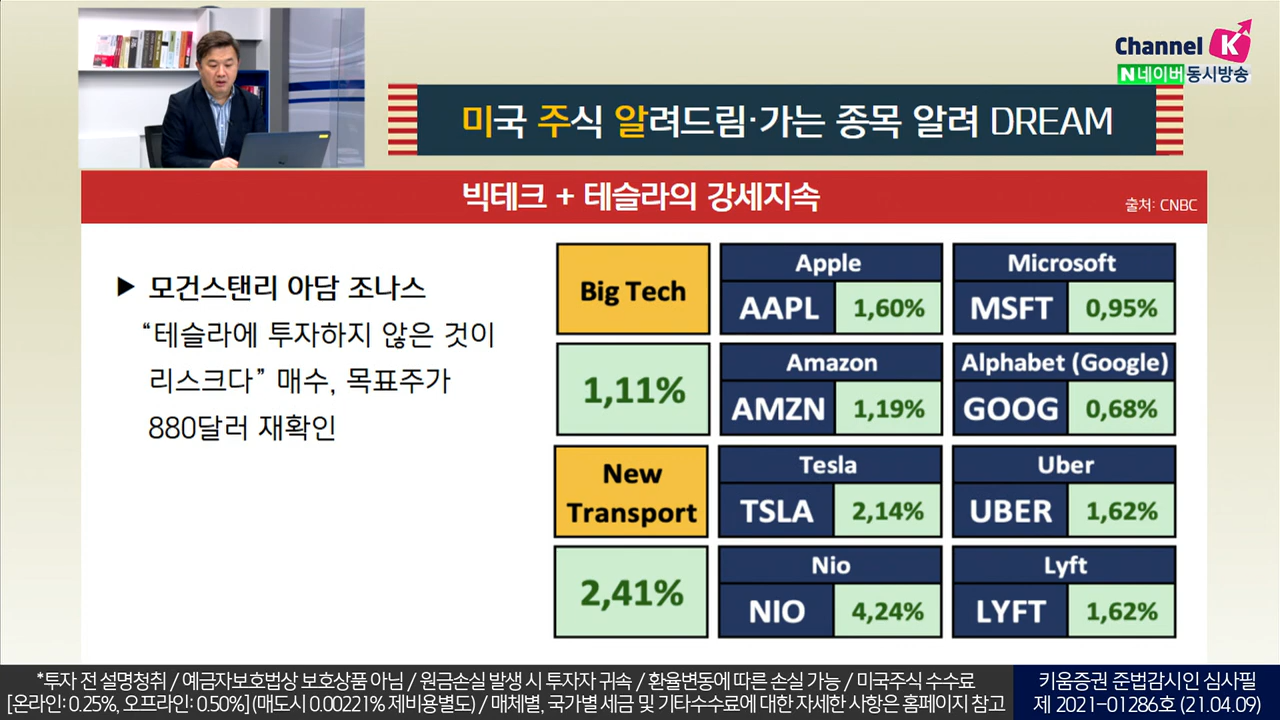 Channel K
N 네이버 동시방송
미국 주식 알려드림·가는 종목 알려 DREAM
빅테크 + 테슬라의 강세지속
출처: CNBC
▶ 모건스탠리 아담 조나스
“테슬라에 투자하지 않은 것이
리스크다” 매수, 목표주가
880달러 재확인
Big Tech
1,11%
Apple
AAPL 1,60%
Microsoft
MSFT 0,95%
Amazon
AMZN 1,19%
Alphabet (Google)
GOOG 0,68%
New
Transport
2,41%
Tesla
TSLA 2,14%
Uber
UBER 1,62%
Nio
NIO 4,24%
Lyft
LYFT 1,62%
*투자 전 설명청취 / 예금자보호법상 보호상품 아님 / 원금손실 발생 시 투자자 귀속 / 환율변동에 따른 손실 가능 / 미국주식 수수료
[온라인: 0.25%, 오프라인: 0.50%](매도시 0.00221% 제비용별도) / 매체별, 국가별 세금 및 기타수수료에 대한 자세한 사항은 홈페이지 참고
키움증권 준법감시인 심사필
제 2021-01286호 (21.04.09)